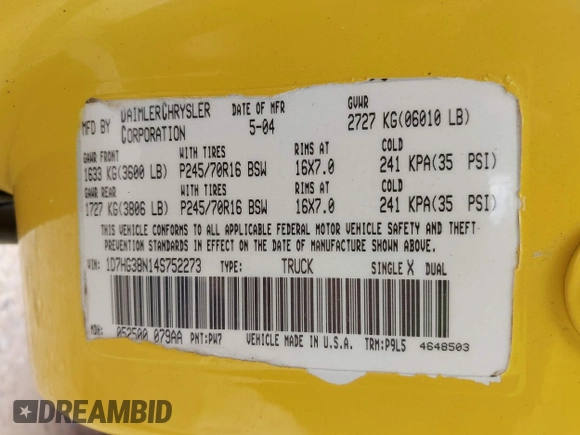 MFD BY DAIMLERCHRYSLER CORPORATION DATE OF MFR 5-04 GVWR 2727 KG(06010 LB)
GAWR FRONT WITH TIRES RIMS AT COLD
1633 KG(3600 LB) P245/70R16 BSW 16X7.0 241 KPA(35 PSI)
GAWR REAR WITH TIRES RIMS AT COLD
1727 KG(3806 LB) P245/70R16 BSW 16X7.0 241 KPA(35 PSI)
THIS VEHICLE CONFORMS TO ALL APPLICABLE FEDERAL MOTOR VEHICLE SAFETY AND THEFT-
PREVENTION STANDARDS IN EFFECT ON THE DATE OF MANUFACTURE SHOWN ABOVE.
VIN: 1D7HG38N14S752273 TYPE: TRUCK SINGLE X DUAL
MDH: 052500 079AA PNT:PW7 VEHICLE MADE IN U.S.A. TRM:P9L5 4648503
DREAMBID